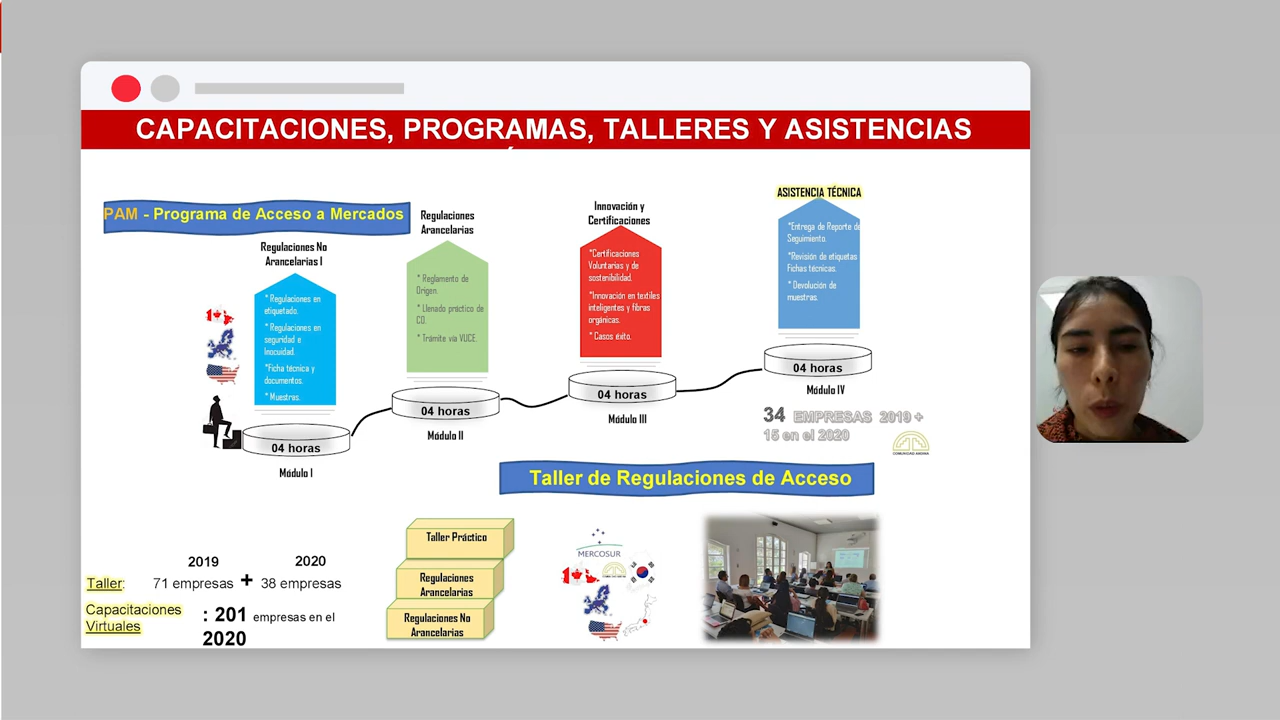 CAPACITACIONES, PROGRAMAS, TALLERES Y ASISTENCIAS
PAM - Programa de Acceso a Mercados
Regulaciones No
Arancelarias I
* Regulaciones en
etiquetado.
* Regulaciones en
seguridad e
Inocuidad.
*Ficha técnica y
documentos.
* Muestras.
04 horas
Módulo I
Regulaciones
Arancelarias
* Reglamento de
Origen.
* Llenado práctico de
CO.
* Trámite vía VUCE.
04 horas
Módulo II
Innovación y
Certificaciones
*Certificaciones
Voluntarias y de
sostenibilidad.
*Innovación en textiles
inteligentes y fibras
orgánicas.
* Casos éxito.
04 horas
Módulo III
ASISTENCIA TÉCNICA
*Entrega de Reporte de
Seguimiento.
*Revisión de etiquetas
Fichas técnicas.
* Devolución de
muestras.
04 horas
Módulo IV
34 EMPRESAS 2019 +
15 en el 2020
COMUNIDAD ANDINA
Taller de Regulaciones de Acceso
2019 2020
Taller: 71 empresas + 38 empresas
Capacitaciones
Virtuales
: 201 empresas en el
2020
Taller Práctico
Regulaciones
Arancelarias
Regulaciones No
Arancelarias
MERCOSUR